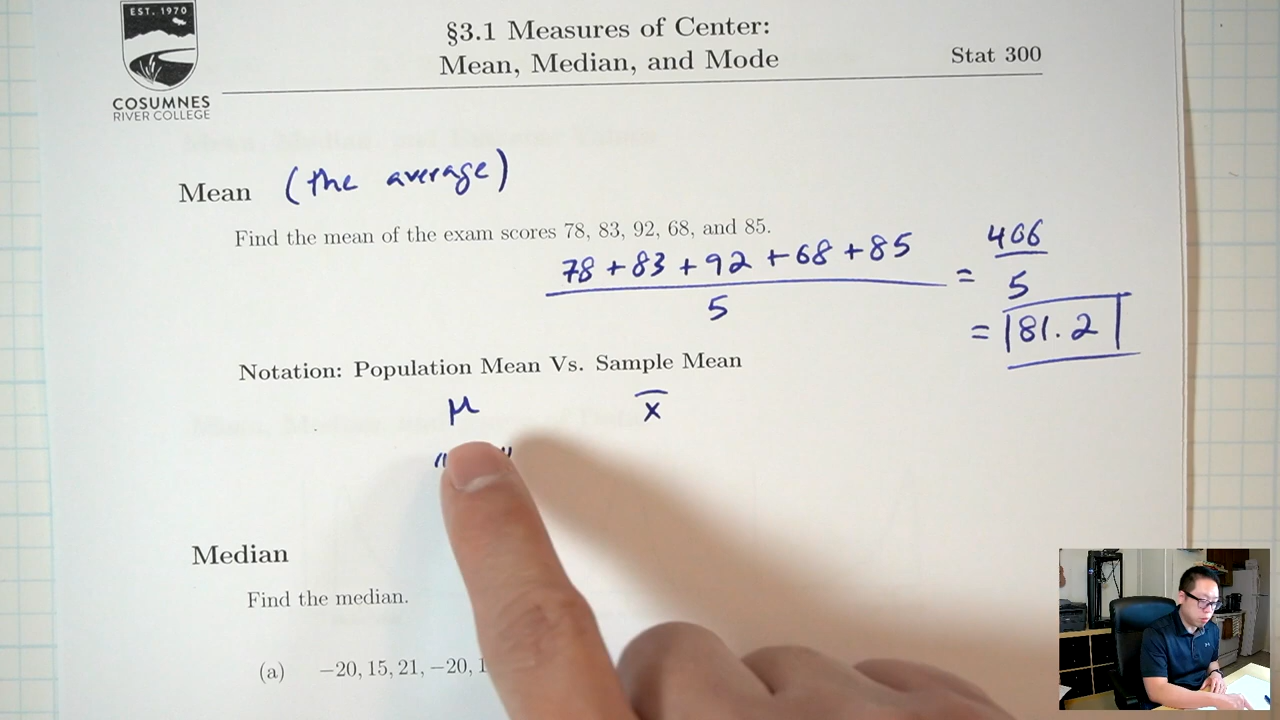 EST. 1970
COSUMNES
RIVER COLLEGE
§3.1 Measures of Center:
Mean, Median, and Mode
Stat 300
Mean (the average)
Find the mean of the exam scores 78, 83, 92, 68, and 85.
78 + 83 + 92 + 68 + 85 = 406
5 5
= 81.2
Notation: Population Mean Vs. Sample Mean
μ x̅
Median
Find the median.
(a) −20, 15, 21, −20, 1